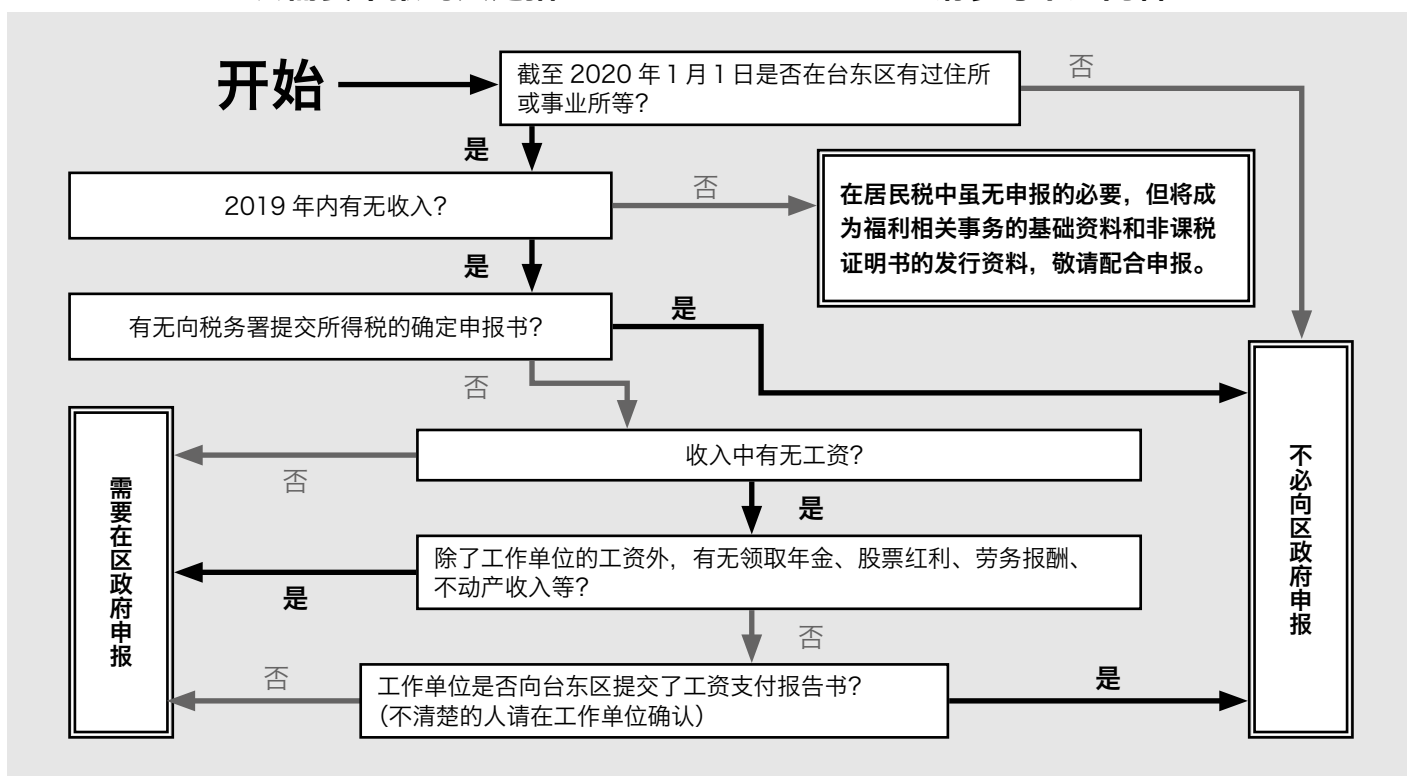 开始
截至 2020 年 1 月 1 日是否在台东区有过住所
或事业所等？
否
是
2019 年内有无收入？
否
在居民税中虽无申报的必要，但将成
为福利相关事务的基础资料和非课税
证明书的发行资料，敬请配合申报。
是
有无向税务署提交所得税的确定申报书？
是
否
收入中有无工资？
否
是
除了工作单位的工资外，有无领取年金、股票红利、劳务报酬、
不动产收入等？
是
否
工作单位是否向台东区提交了工资支付报告书？
（不清楚的人请在工作单位确认）
否
是
需要在区政府申报
不必向区政府申报